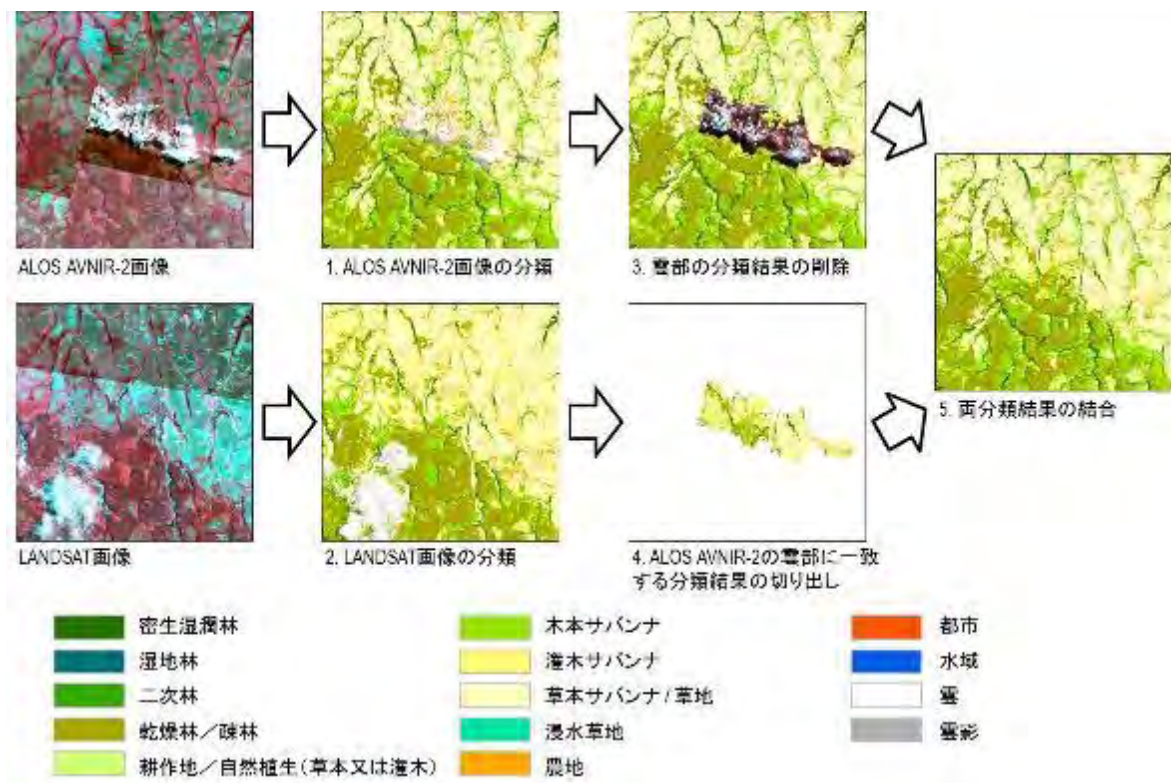 ALOS AVNIR-2画像
1. ALOS AVNIR-2画像の分類
3. 雲部の分類結果の削除
5. 両分類結果の結合
LANDSAT画像
2. LANDSAT画像の分類
4. ALOS AVNIR-2の雲部に一致
する分類結果の切り出し
密生湿潤林
湿地林
二次林
乾燥林／疎林
耕作地／自然植生(草本又は潅木)
木本サバンナ
潅木サバンナ
草本サバンナ / 草地
浸水草地
農地
都市
水域
雲
雲影